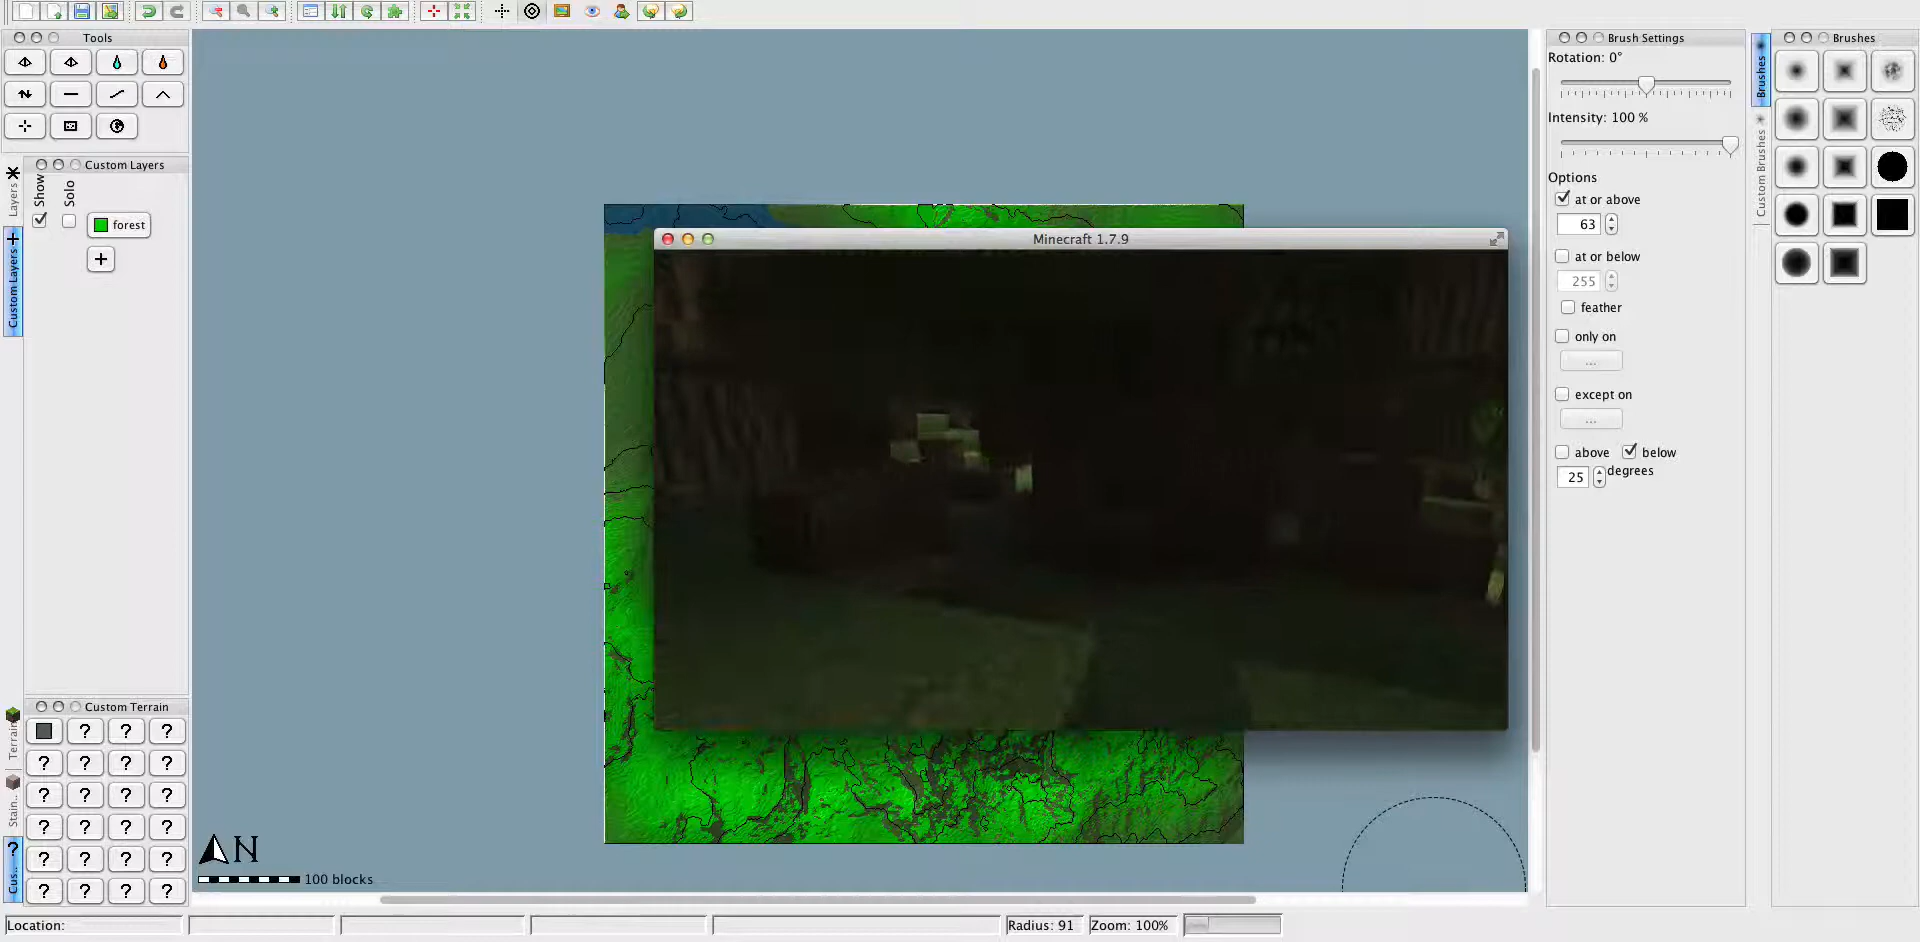 Tools
Brush Settings
Brushes
Rotation: 0°
Intensity: 100 %
Options
at or above
63
at or below
255
feather
only on
...
except on
...
above
below
25
degrees
Brushes
Custom Brushes
Layers
Custom Layers
Custom Layers
Show
Solo
forest
Minecraft 1.7.9
Custom Terrain
? ? ?
? ? ? ?
? ? ? ?
? ? ? ?
? ? ? ?
? ? ? ?
Terrain
Stain...
Cus...
?
N
100 blocks
Location:
Radius: 91
Zoom: 100%